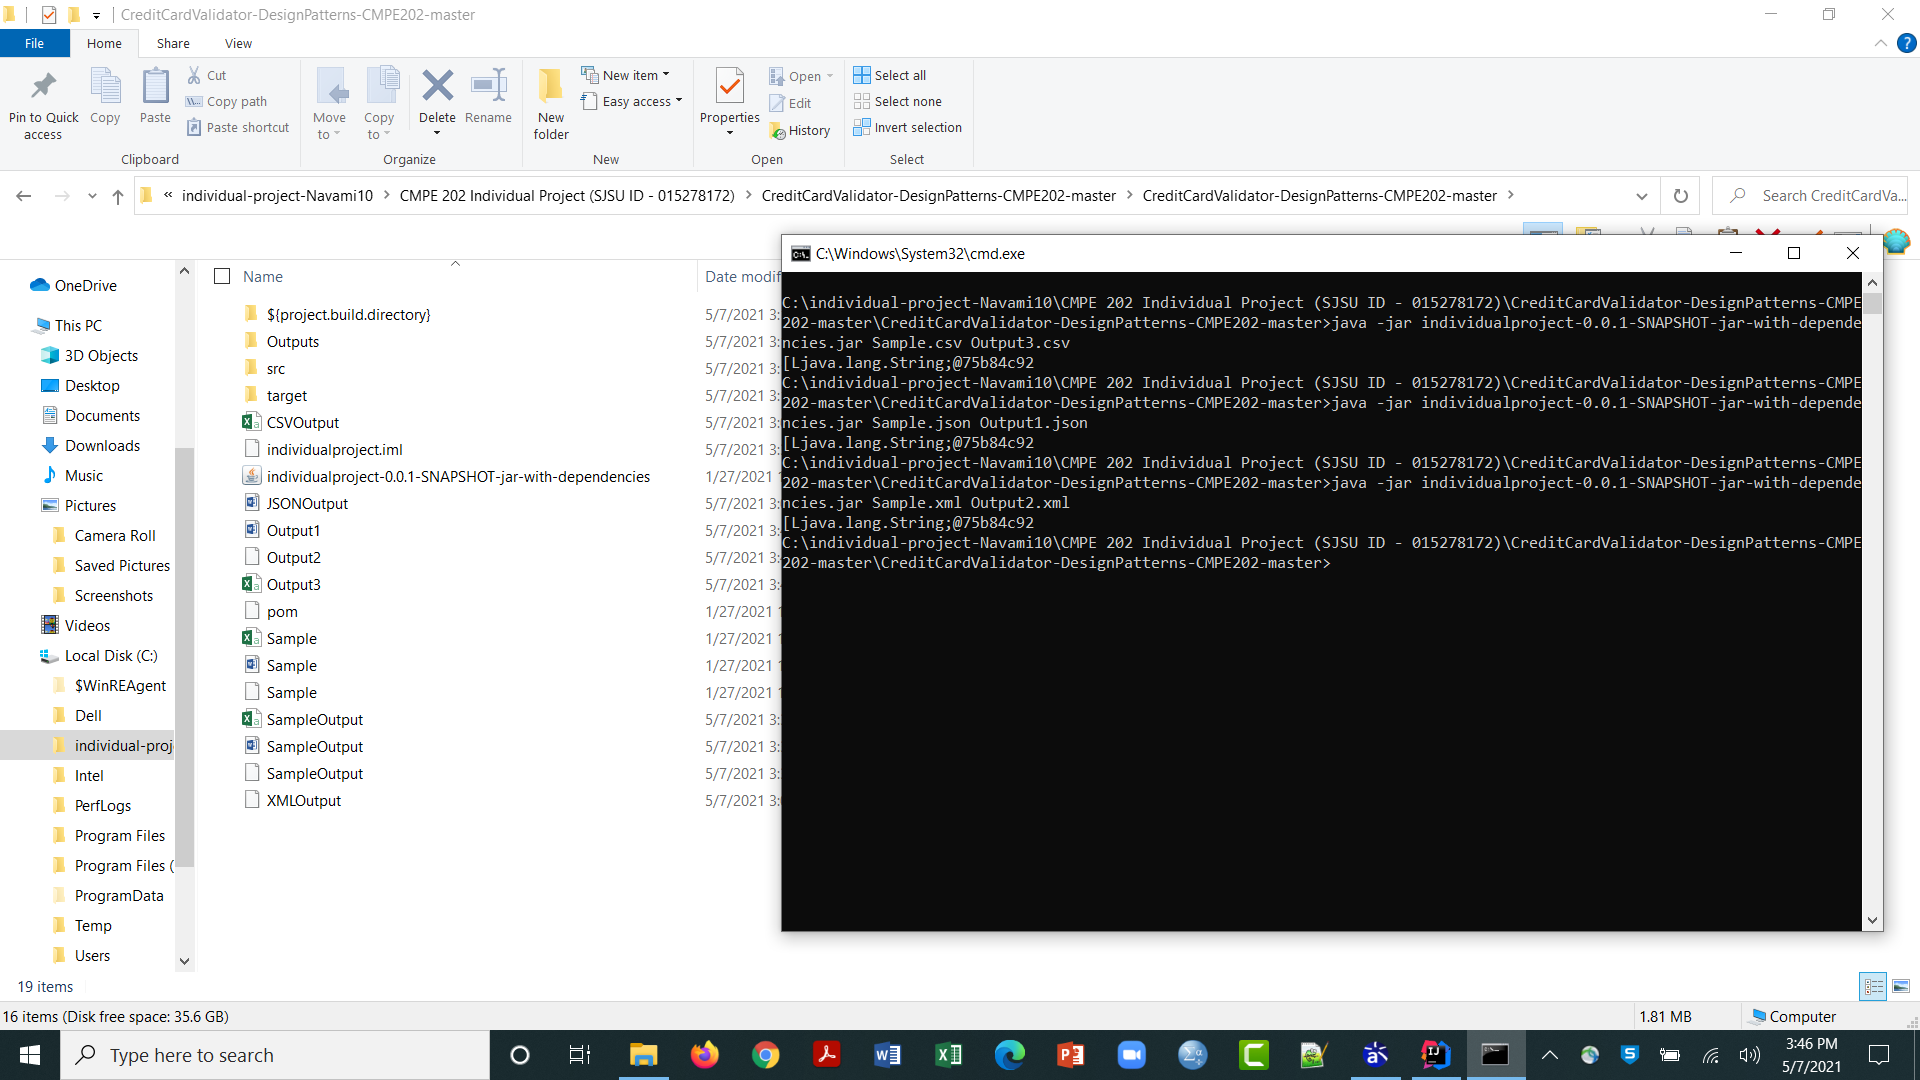 CreditCardValidator-DesignPatterns-CMPE202-master
File Home Share View
Pin to Quick access
Copy
Paste
Cut
Copy path
Paste shortcut
Clipboard
Move to
Copy to
Delete
Rename
Organize
New folder
New item
Easy access
New
Properties
Open
Edit
History
Open
Select all
Select none
Invert selection
Select
« individual-project-Navami10 > CMPE 202 Individual Project (SJSU ID - 015278172) > CreditCardValidator-DesignPatterns-CMPE202-master > CreditCardValidator-DesignPatterns-CMPE202-master >
Search CreditCardVa...
OneDrive
This PC
3D Objects
Desktop
Documents
Downloads
Music
Pictures
Camera Roll
Saved Pictures
Screenshots
Videos
Local Disk (C:)
$WinREAgent
Dell
individual-proj
Intel
PerfLogs
Program Files
Program Files (
ProgramData
Temp
Users
Name Date modif
${project.build.directory} 5/7/2021 3:
Outputs 5/7/2021 3:
src 5/7/2021 3:
target 5/7/2021 3:
CSVOutput 5/7/2021 3:
individualproject.iml 5/7/2021 3:
individualproject-0.0.1-SNAPSHOT-jar-with-dependencies 1/27/2021 1
JSONOutput 5/7/2021 3:
Output1 5/7/2021 3:
Output2 5/7/2021 3:
Output3 5/7/2021 3:
pom 1/27/2021 1
Sample 1/27/2021 1
Sample 1/27/2021 1
Sample 1/27/2021 1
SampleOutput 5/7/2021 3:
SampleOutput 5/7/2021 3:
SampleOutput 5/7/2021 3:
XMLOutput 5/7/2021 3:
C:\Windows\System32\cmd.exe
C:\individual-project-Navami10\CMPE 202 Individual Project (SJSU ID - 015278172)\CreditCardValidator-DesignPatterns-CMPE
202-master\CreditCardValidator-DesignPatterns-CMPE202-master>java -jar individualproject-0.0.1-SNAPSHOT-jar-with-depende
ncies.jar Sample.csv Output3.csv
[Ljava.lang.String;@75b84c92
C:\individual-project-Navami10\CMPE 202 Individual Project (SJSU ID - 015278172)\CreditCardValidator-DesignPatterns-CMPE
202-master\CreditCardValidator-DesignPatterns-CMPE202-master>java -jar individualproject-0.0.1-SNAPSHOT-jar-with-depende
ncies.jar Sample.json Output1.json
[Ljava.lang.String;@75b84c92
C:\individual-project-Navami10\CMPE 202 Individual Project (SJSU ID - 015278172)\CreditCardValidator-DesignPatterns-CMPE
202-master\CreditCardValidator-DesignPatterns-CMPE202-master>java -jar individualproject-0.0.1-SNAPSHOT-jar-with-depende
ncies.jar Sample.xml Output2.xml
[Ljava.lang.String;@75b84c92
C:\individual-project-Navami10\CMPE 202 Individual Project (SJSU ID - 015278172)\CreditCardValidator-DesignPatterns-CMPE
202-master\CreditCardValidator-DesignPatterns-CMPE202-master>
19 items
16 items (Disk free space: 35.6 GB)
1.81 MB
Computer
Type here to search
3:46 PM
5/7/2021